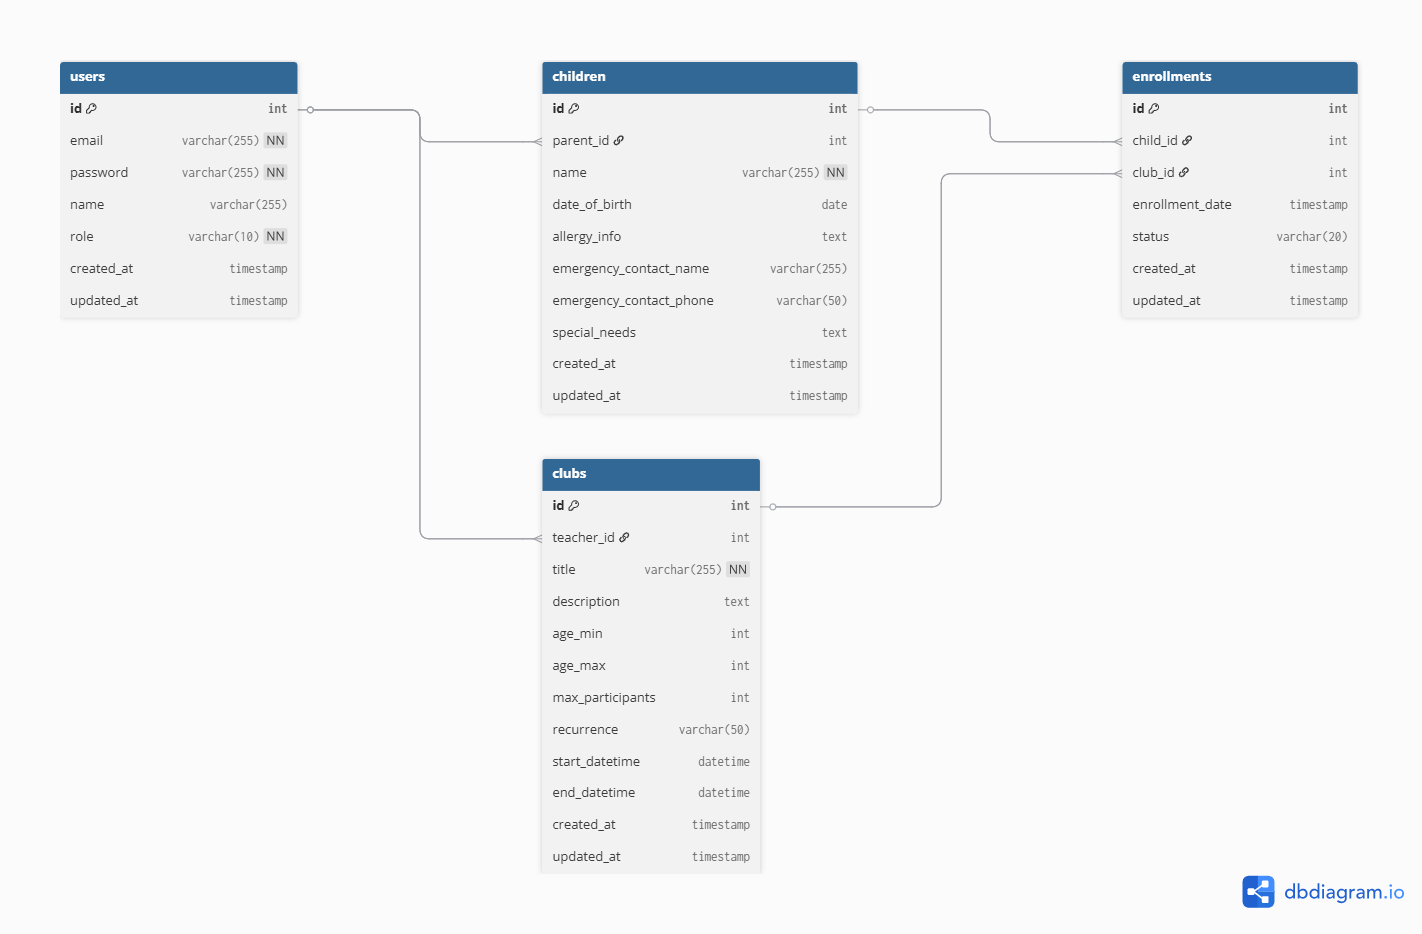 users
id int
email varchar(255) NN
password varchar(255) NN
name varchar(255)
role varchar(10) NN
created_at timestamp
updated_at timestamp
children
id int
parent_id int
name varchar(255) NN
date_of_birth date
allergy_info text
emergency_contact_name varchar(255)
emergency_contact_phone varchar(50)
special_needs text
created_at timestamp
updated_at timestamp
enrollments
id int
child_id int
club_id int
enrollment_date timestamp
status varchar(20)
created_at timestamp
updated_at timestamp
clubs
id int
teacher_id int
title varchar(255) NN
description text
age_min int
age_max int
max_participants int
recurrence varchar(50)
start_datetime datetime
end_datetime datetime
created_at timestamp
updated_at timestamp
dbdiagram.io